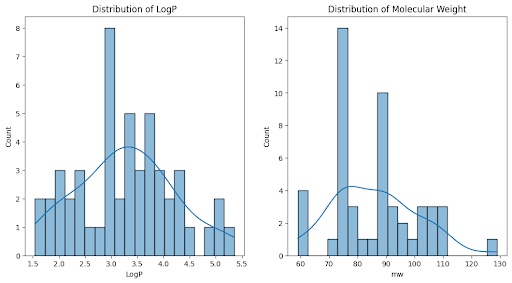 Distribution of LogP
Count
8
7
6
5
4
3
2
1
0
1.5 2.0 2.5 3.0 3.5 4.0 4.5 5.0 5.5
LogP
Distribution of Molecular Weight
Count
14
12
10
8
6
4
2
0
60 70 80 90 100 110 120 130
mw